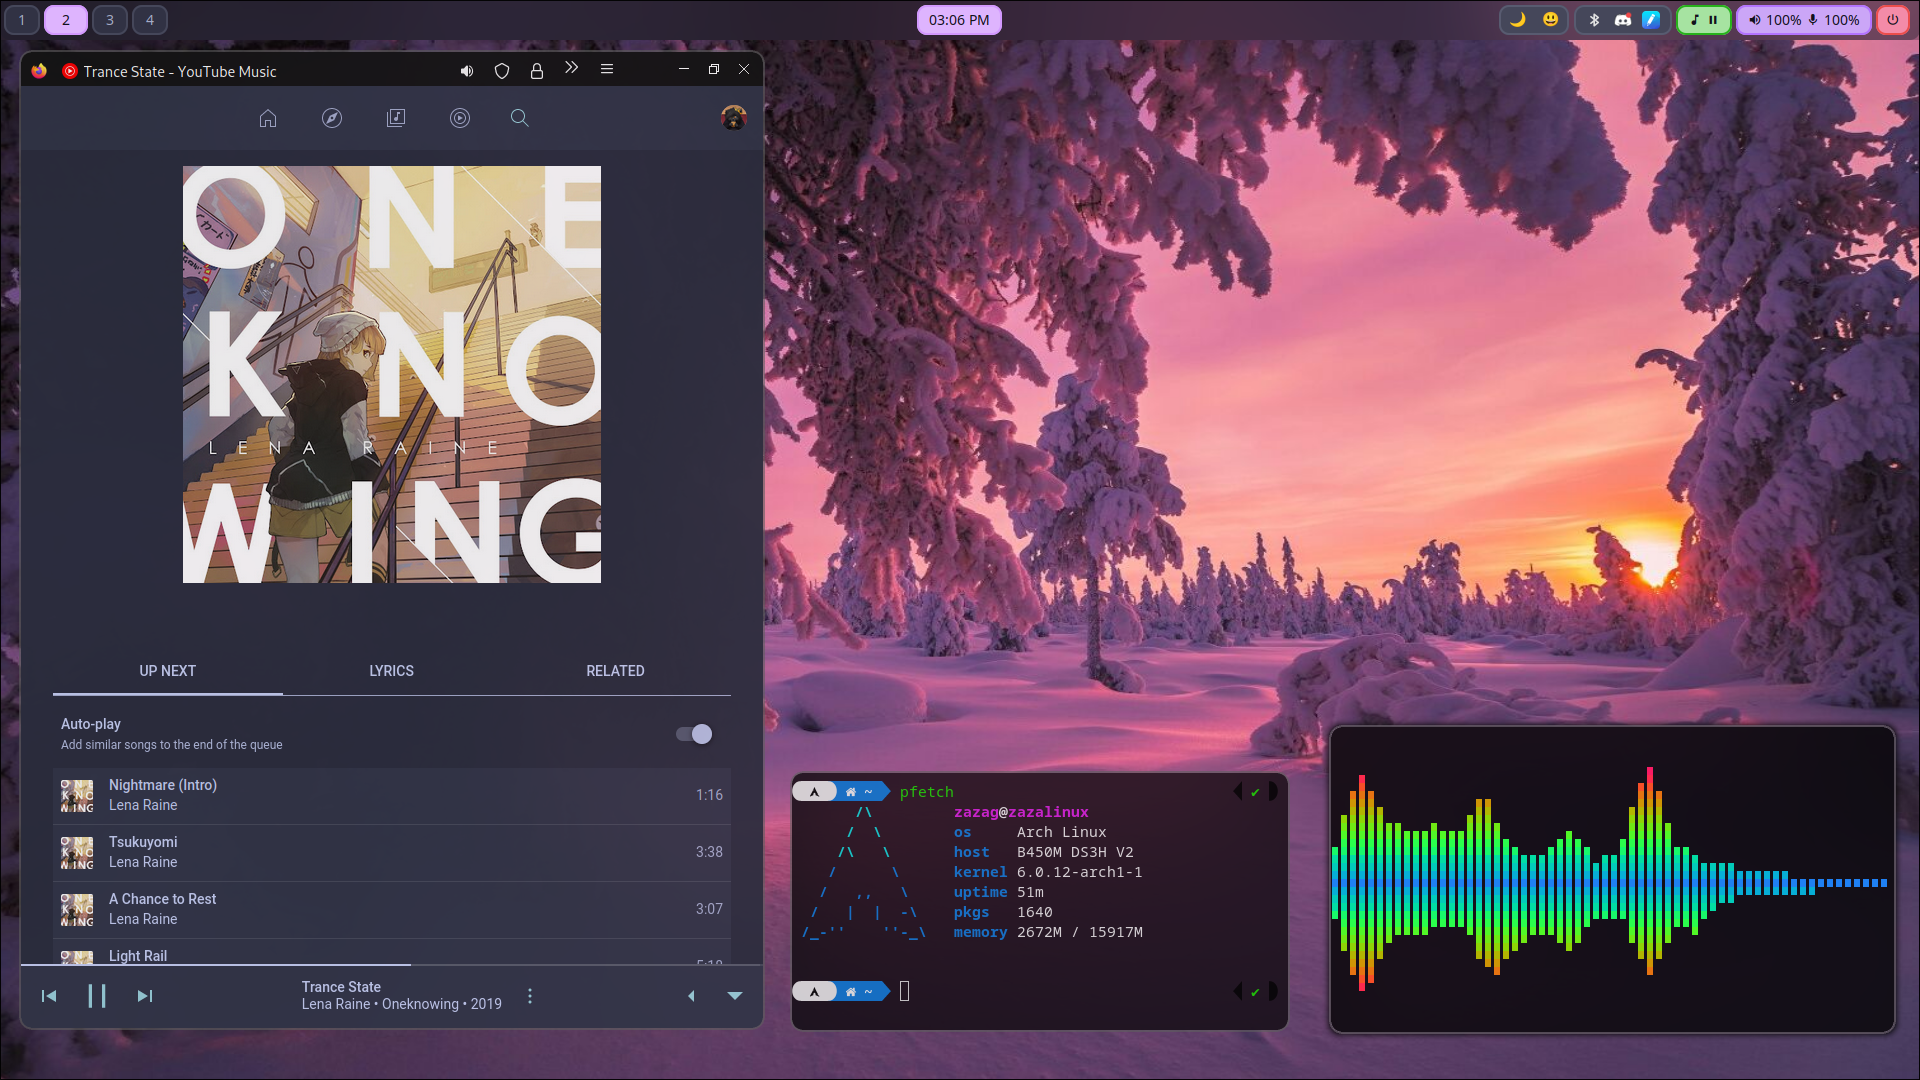 1 2 3 4
03:06 PM
100% 100%
Trance State - YouTube Music
ONE
KNO
LENA RAINE
WING
UP NEXT LYRICS RELATED
Auto-play
Add similar songs to the end of the queue
Nightmare (Intro)
Lena Raine
1:16
Tsukuyomi
Lena Raine
3:38
A Chance to Rest
Lena Raine
3:07
Light Rail
Trance State
Lena Raine • Oneknowing • 2019
~ pfetch
zazag@zazalinux
os Arch Linux
host B450M DS3H V2
kernel 6.0.12-arch1-1
uptime 51m
pkgs 1640
memory 2672M / 15917M
~